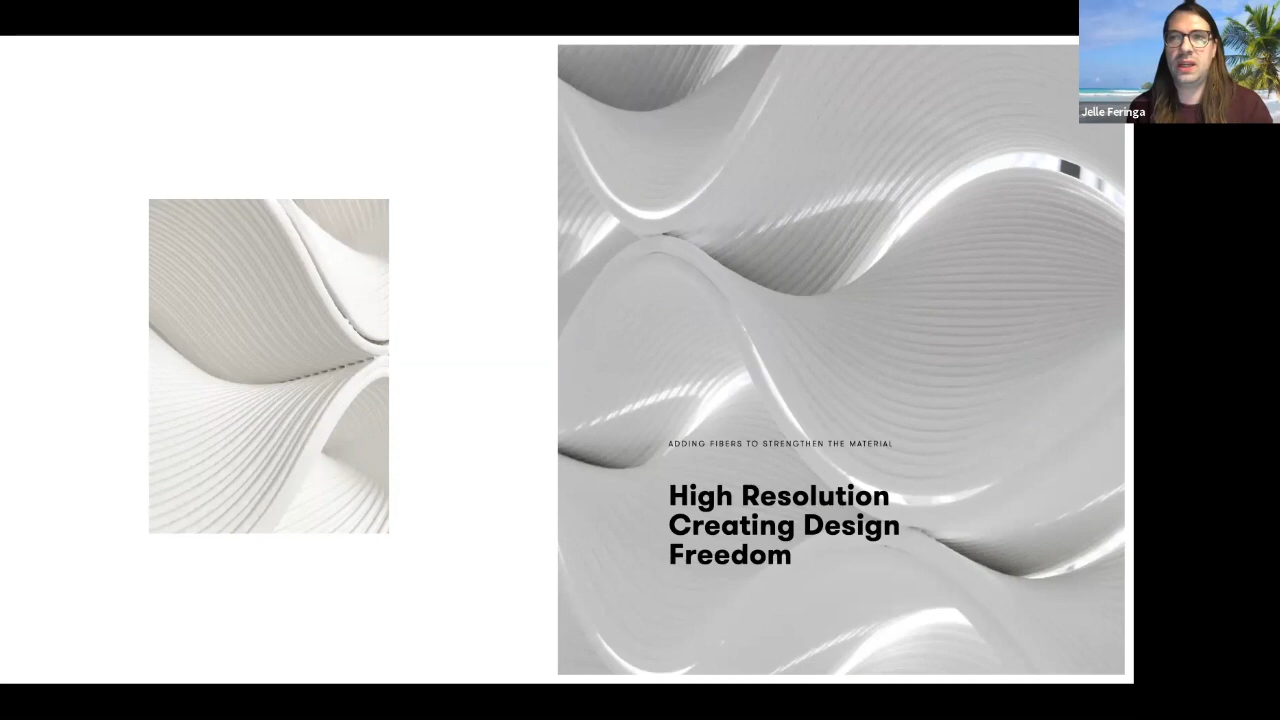 Jelle Feringa
ADDING FIBERS TO STRENGTHEN THE MATERIAL
High Resolution
Creating Design
Freedom